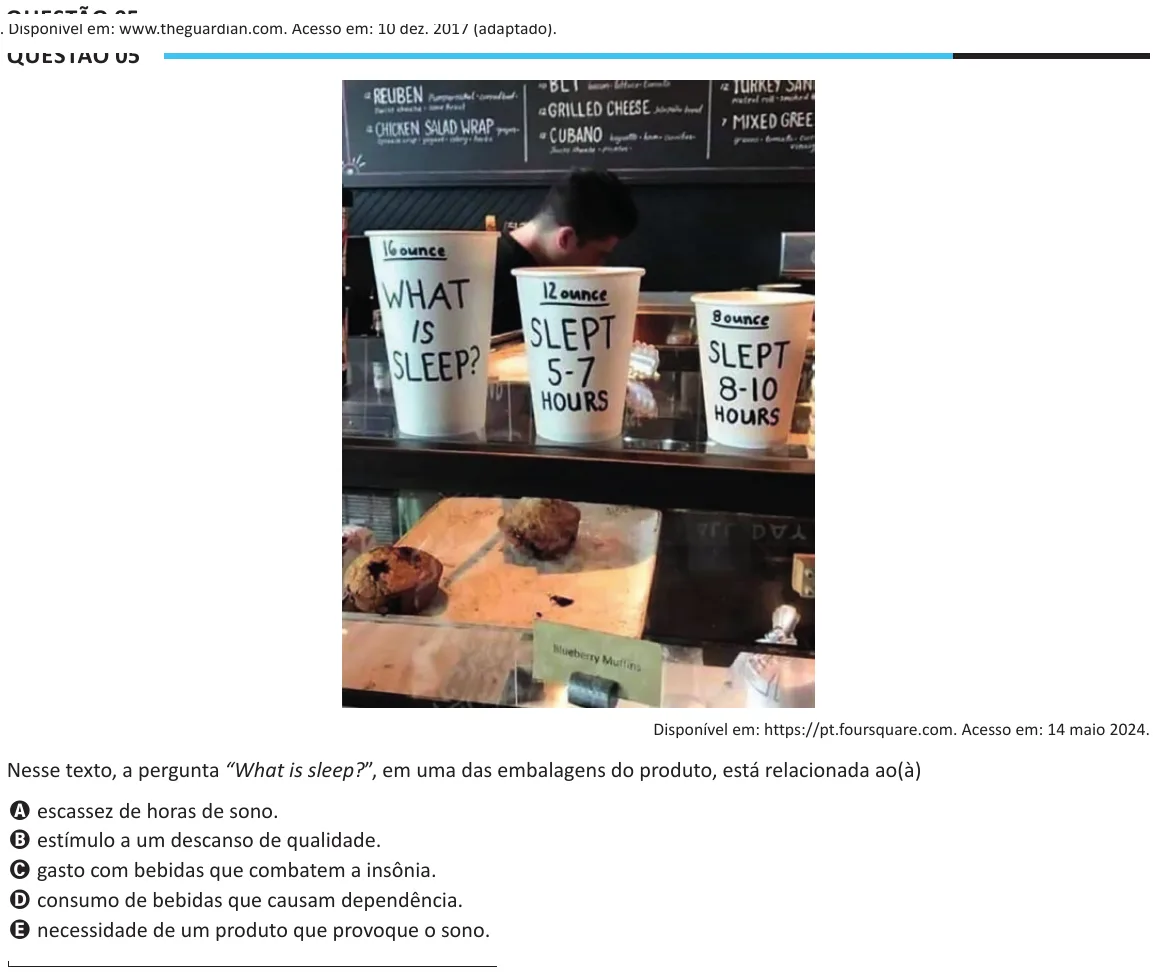 . Disponível em: www.theguardian.com. Acesso em: 10 dez. 2017 (adaptado).
QUESTÃO 05
REUBEN
CHICKEN SALAD WRAP
BLT
GRILLED CHEESE
CUBANO
TURKEY SAN
MIXED GREE
16 ounce
WHAT
IS
SLEEP?
12 ounce
SLEPT
5-7
HOURS
8 ounce
SLEPT
8-10
HOURS
ALL DAY
Blueberry Muffins
Disponível em: https://pt.foursquare.com. Acesso em: 14 maio 2024.
Nesse texto, a pergunta “What is sleep?”, em uma das embalagens do produto, está relacionada ao(à)
A escassez de horas de sono.
B estímulo a um descanso de qualidade.
C gasto com bebidas que combatem a insônia.
D consumo de bebidas que causam dependência.
E necessidade de um produto que provoque o sono.